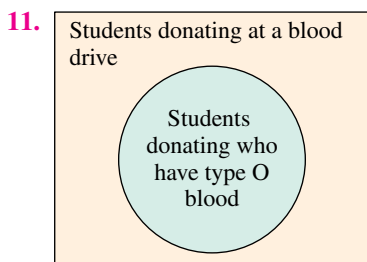 11.
Students donating at a blood
drive
Students
donating who
have type O
blood